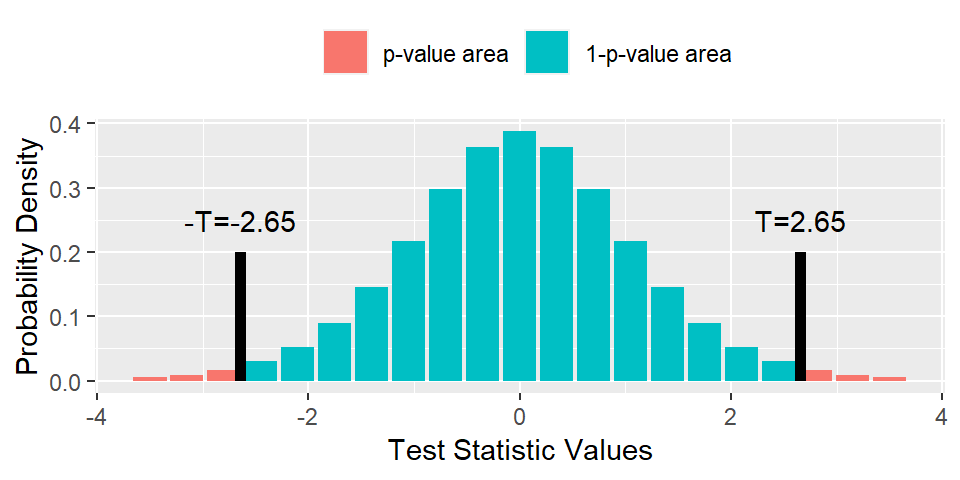 p-value area 1-p-value area
Probability Density
0.4
0.3
0.2
0.1
0.0
-T=-2.65 T=2.65
-4 -2 0 2 4
Test Statistic Values